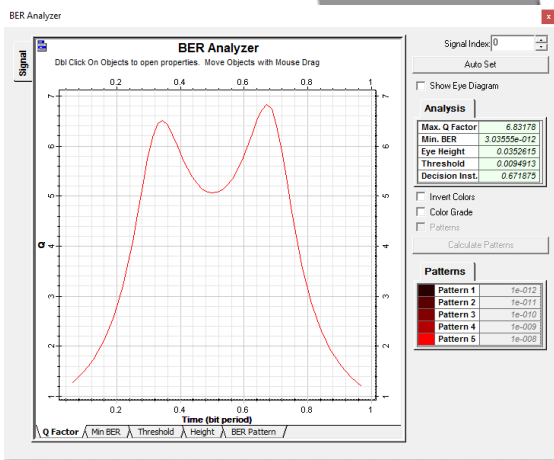 BER Analyzer
x
Signal
BER Analyzer
Dbl Click On Objects to open properties. Move Objects with Mouse Drag
0.2 0.4 0.6 0.8 1
7 7
6 6
5 5
Q 4 4
3 3
2 2
1 1
0.2 0.4 0.6 0.8 1
Time (bit period)
Q Factor Min BER Threshold Height BER Pattern
Signal Index: 0
Auto Set
Show Eye Diagram
Analysis
Max. Q Factor 6.83178
Min. BER 3.03555e-012
Eye Height 0.0352615
Threshold 0.0094913
Decision Inst. 0.671875
Invert Colors
Color Grade
Patterns
Calculate Patterns
Patterns
Pattern 1 1e-012
Pattern 2 1e-011
Pattern 3 1e-010
Pattern 4 1e-009
Pattern 5 1e-008